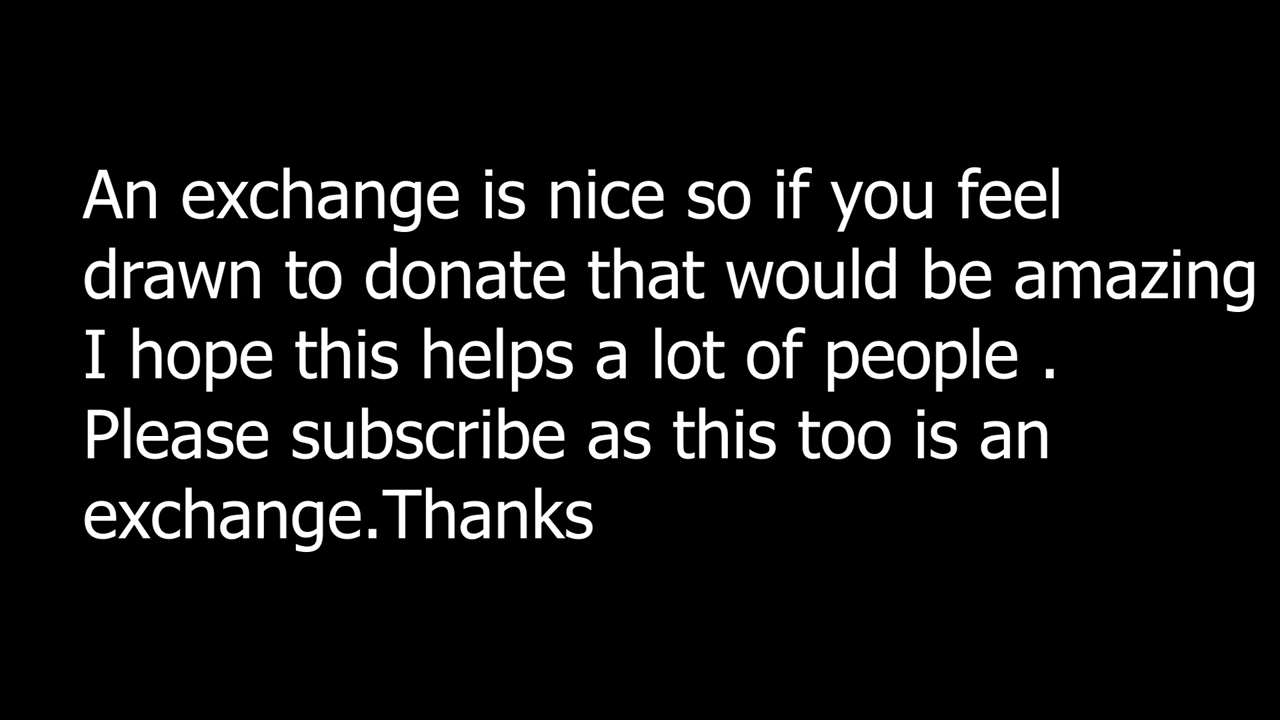 An exchange is nice so if you feel
drawn to donate that would be amazing
I hope this helps a lot of people .
Please subscribe as this too is an
exchange.Thanks